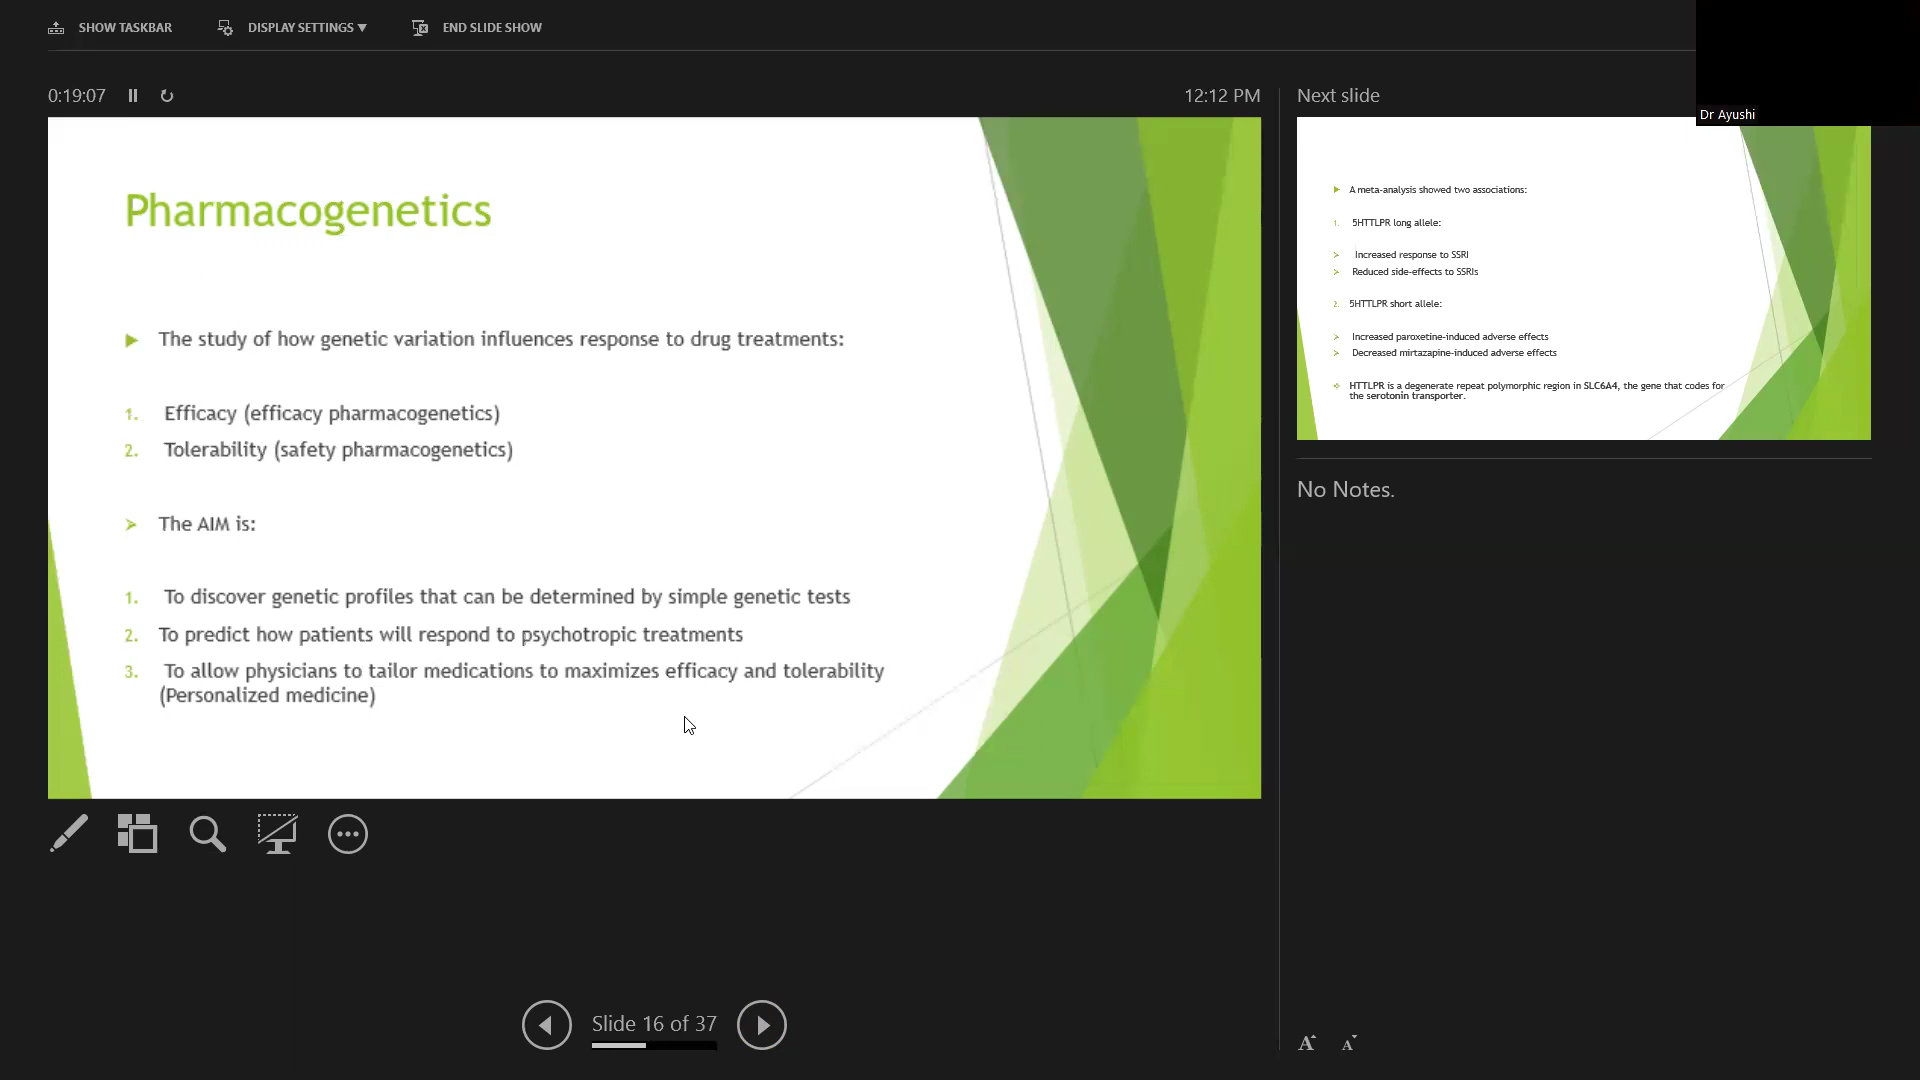 SHOW TASKBAR
DISPLAY SETTINGS
END SLIDE SHOW
0:19:07
12:12 PM
Pharmacogenetics
The study of how genetic variation influences response to drug treatments:
1. Efficacy (efficacy pharmacogenetics)
2. Tolerability (safety pharmacogenetics)
The AIM is:
1. To discover genetic profiles that can be determined by simple genetic tests
2. To predict how patients will respond to psychotropic treatments
3. To allow physicians to tailor medications to maximizes efficacy and tolerability
(Personalized medicine)
Slide 16 of 37
Next slide
Dr Ayushi
A meta-analysis showed two associations:
1. 5HTTLPR long allele:
Increased response to SSRI
Reduced side-effects to SSRIs
2. 5HTTLPR short allele:
Increased paroxetine-induced adverse effects
Decreased mirtazapine-induced adverse effects
HTTLPR is a degenerate repeat polymorphic region in SLC6A4, the gene that codes for
the serotonin transporter.
No Notes.
A A